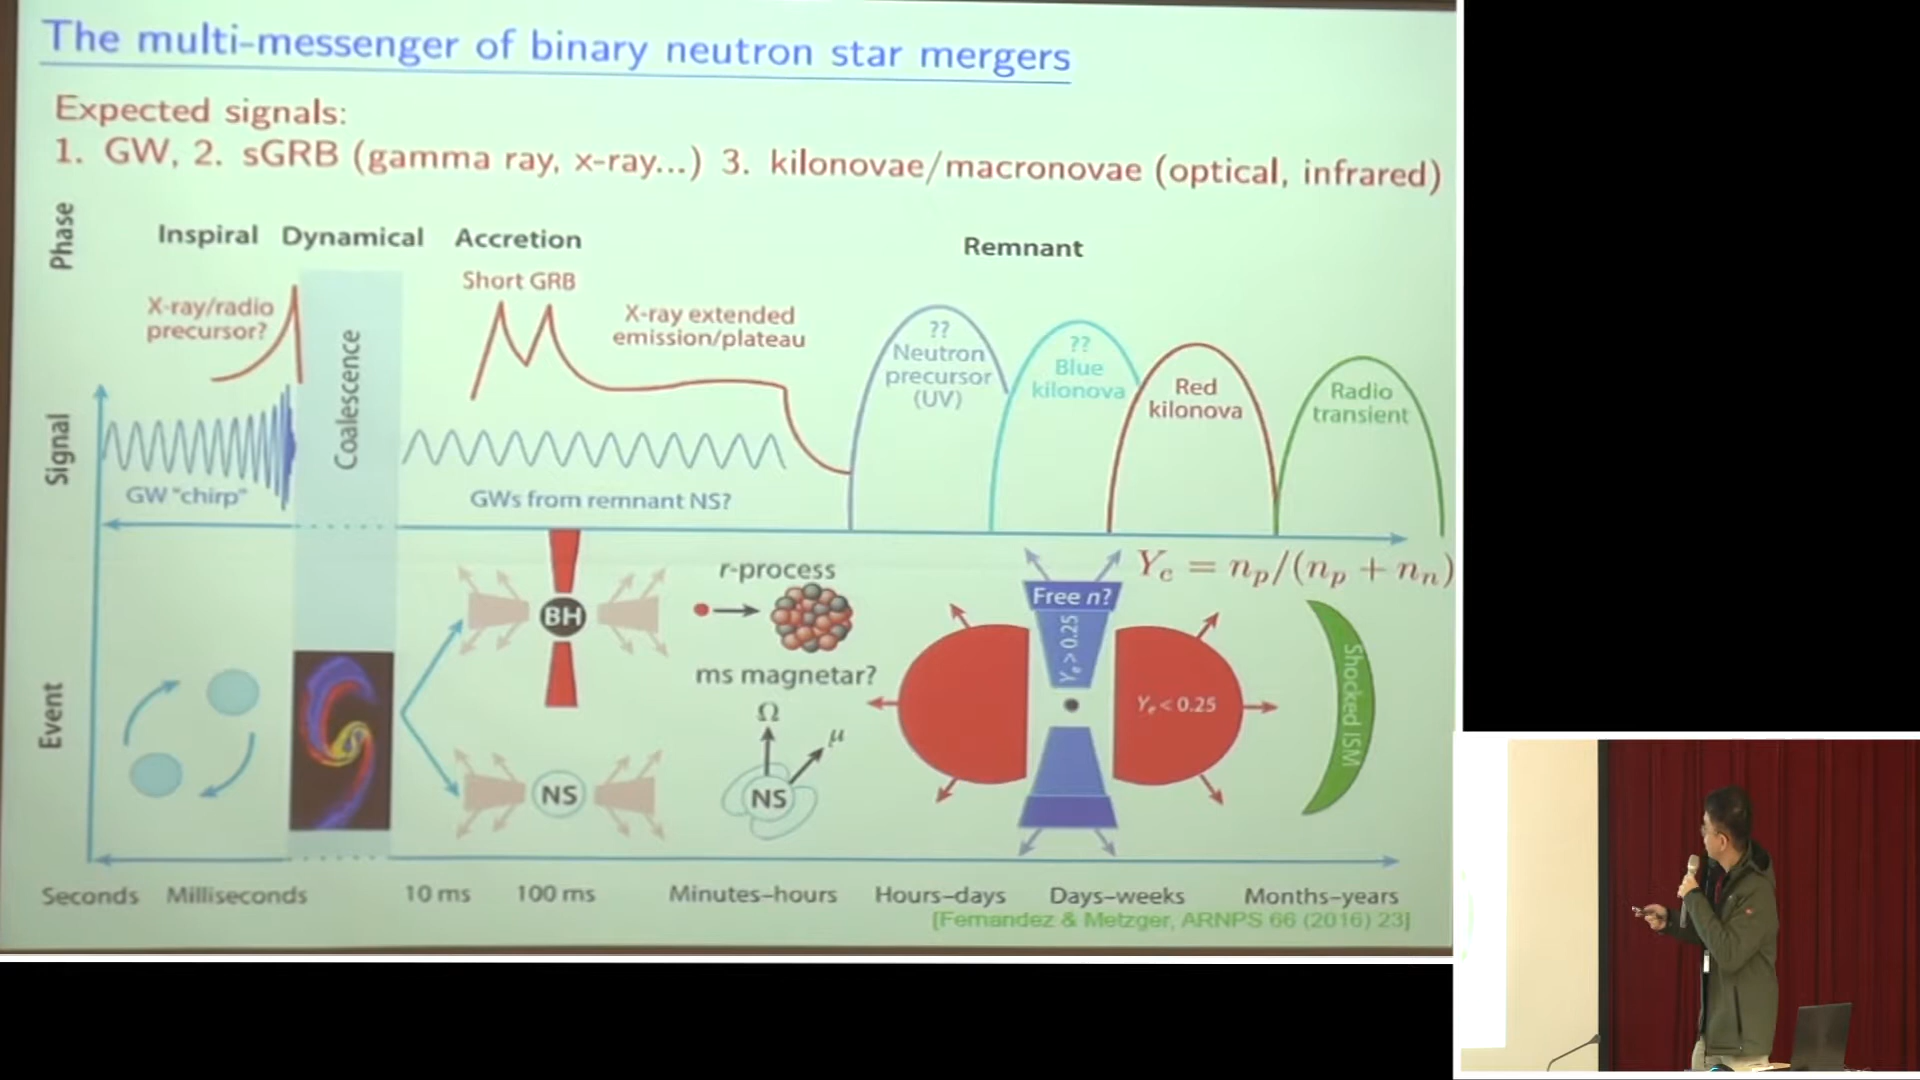 The multi-messenger of binary neutron star mergers
Expected signals:
1. GW, 2. sGRB (gamma ray, x-ray...) 3. kilonovae/macronovae (optical, infrared)
Phase
Inspiral
Dynamical
Accretion
Remnant
Signal
X-ray/radio
precursor?
Coalescence
Short GRB
X-ray extended
emission/plateau
??
Neutron
precursor
(UV)
??
Blue
kilonova
Red
kilonova
Radio
transient
GW "chirp"
GWs from remnant NS?
Event
BH
NS
r-process
ms magnetar?
Ω
μ
NS
Y_e = n_p/(n_p + n_n)
Free n?
Y_e > 0.25
Y_e < 0.25
Shocked ISM
Seconds
Milliseconds
10 ms
100 ms
Minutes–hours
Hours–days
Days–weeks
Months–years
[Fernandez & Metzger, ARNPS 66 (2016) 23]